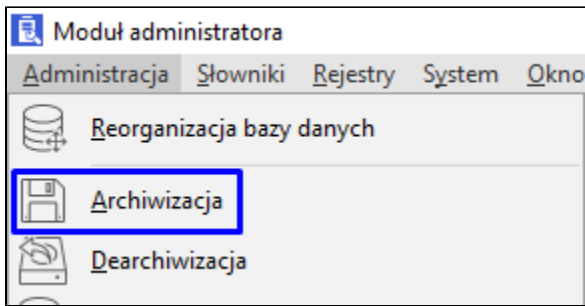 Moduł administratora
Administracja Słowniki Rejestry System Okno
Reorganizacja bazy danych
Archiwizacja
Dearchiwizacja